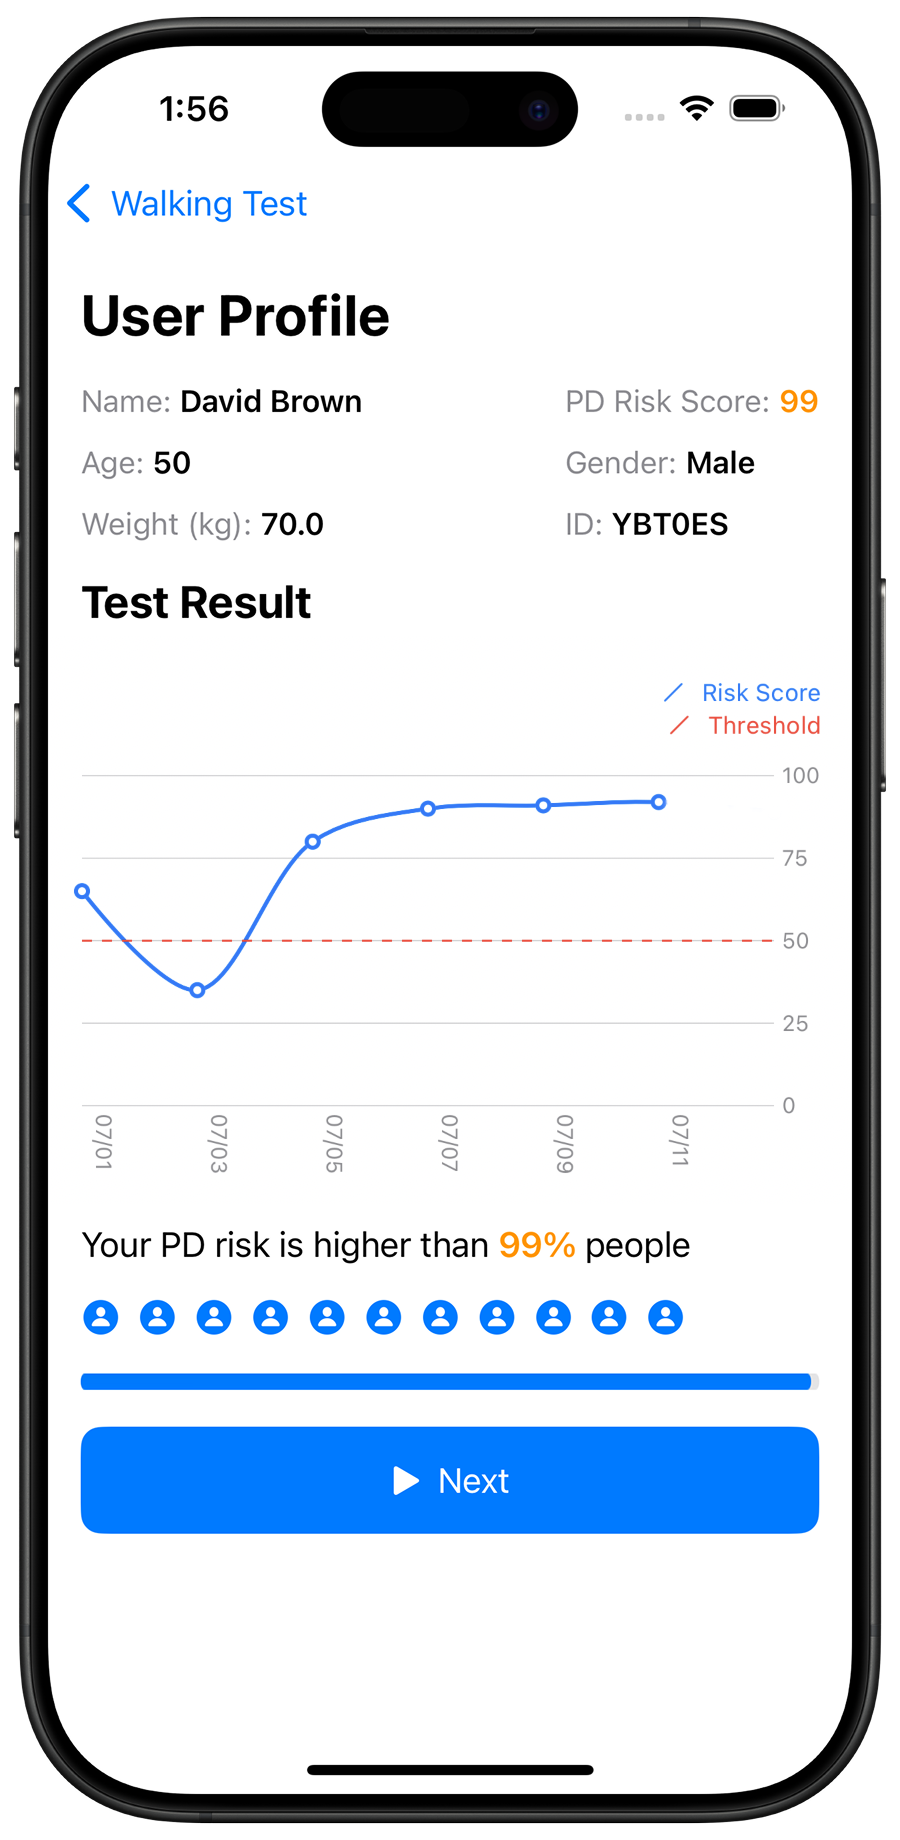 1:56
Walking Test
User Profile
Name: David Brown
PD Risk Score: 99
Age: 50
Gender: Male
Weight (kg): 70.0
ID: YBT0ES
Test Result
Risk Score
Threshold
100
75
50
25
0
07/01
07/03
07/05
07/07
07/09
07/11
Your PD risk is higher than 99% people
Next